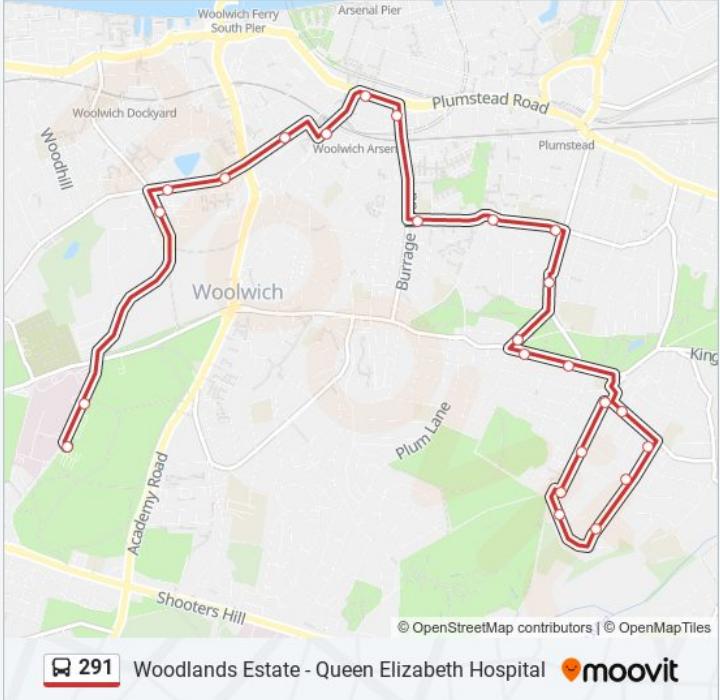 Woolwich Ferry
South Pier
Arsenal Pier
Plumstead Road
Woolwich Dockyard
Woodhill
Woolwich Arsen
Plumstead
Burrage
Woolwich
King
Plum Lane
Academy Road
Shooters Hill
© OpenStreetMap contributors | © OpenMapTiles
291 Woodlands Estate - Queen Elizabeth Hospital moovit